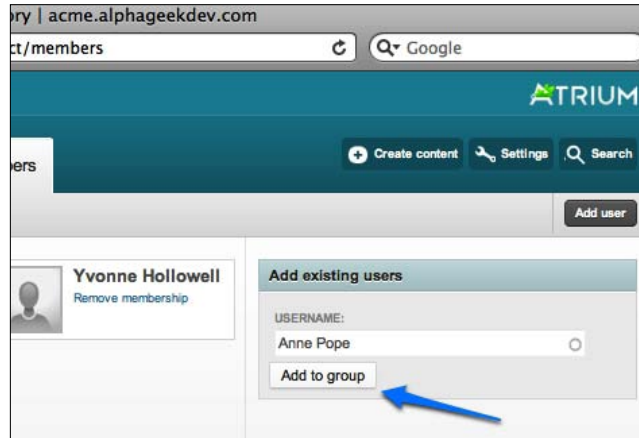 ory | acme.alphageekdev.com
ct/members
Google
ATRIUM
ers
Create content
Settings
Search
Add user
Yvonne Hollowell
Remove membership
Add existing users
USERNAME:
Anne Pope
Add to group